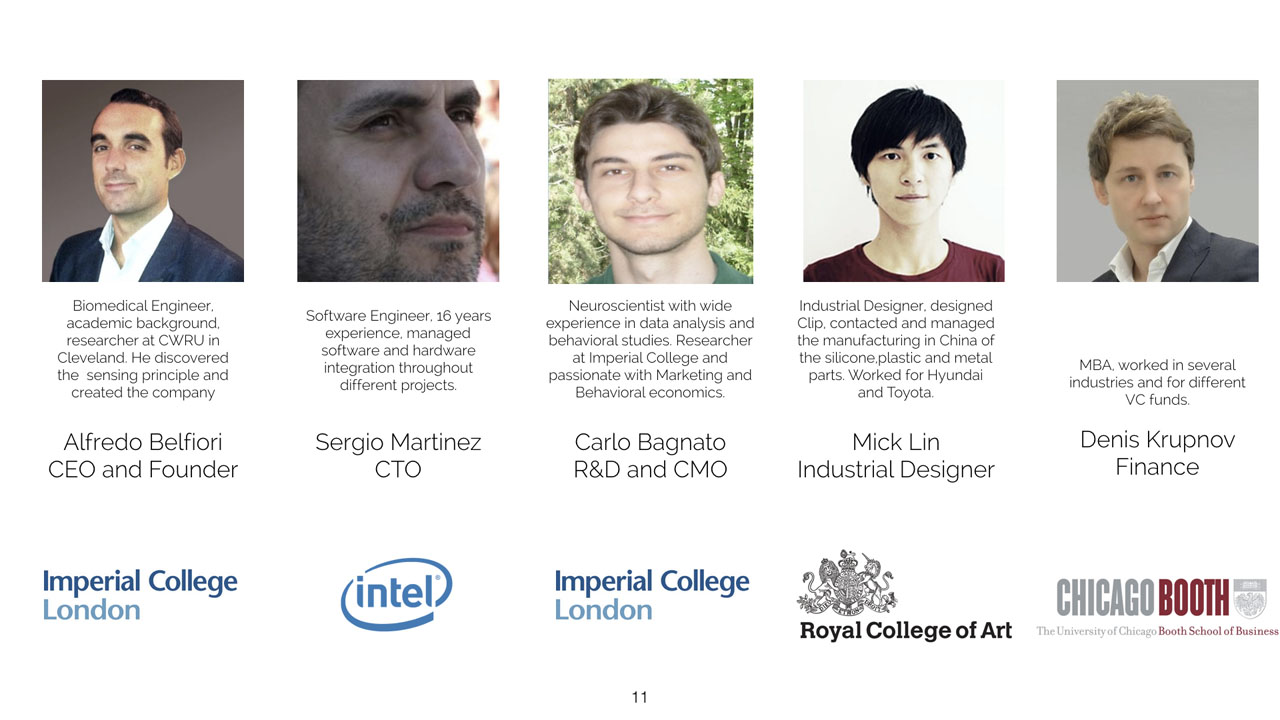 Biomedical Engineer,
academic background,
researcher at CWRU in
Cleveland. He discovered
the sensing principle and
created the company
Alfredo Belfiori
CEO and Founder
Imperial College
London
Software Engineer, 16 years
experience, managed
software and hardware
integration throughout
different projects.
Sergio Martinez
CTO
intel®
Neuroscientist with wide
experience in data analysis and
behavioral studies. Researcher
at Imperial College and
passionate with Marketing and
Behavioral economics.
Carlo Bagnato
R&D and CMO
Imperial College
London
Industrial Designer, designed
Clip, contacted and managed
the manufacturing in China of
the silicone,plastic and metal
parts. Worked for Hyundai
and Toyota.
Mick Lin
Industrial Designer
Royal College of Art
MBA, worked in several
industries and for different
VC funds.
Denis Krupnov
Finance
CHICAGO BOOTH
The University of Chicago Booth School of Business
11